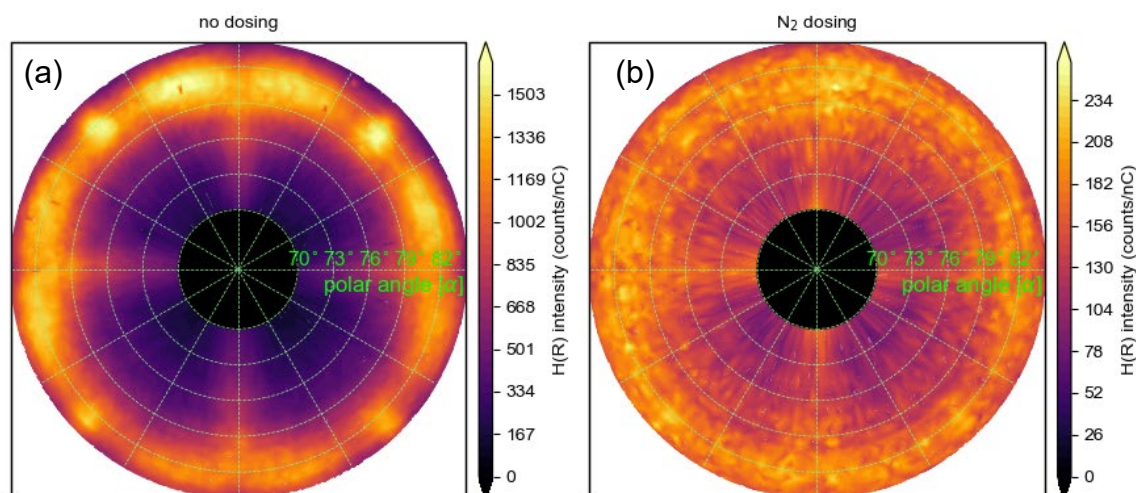 no dosing
N₂ dosing
(a)
(b)
1503
1336
1169
1002
835
668
501
334
167
0
H(R) intensity (counts/nC)
70° 73° 76° 79° 82°
polar angle [α]
234
208
182
156
130
104
78
52
26
0
H(R) intensity (counts/nC)
70° 73° 76° 79° 82°
polar angle [α]